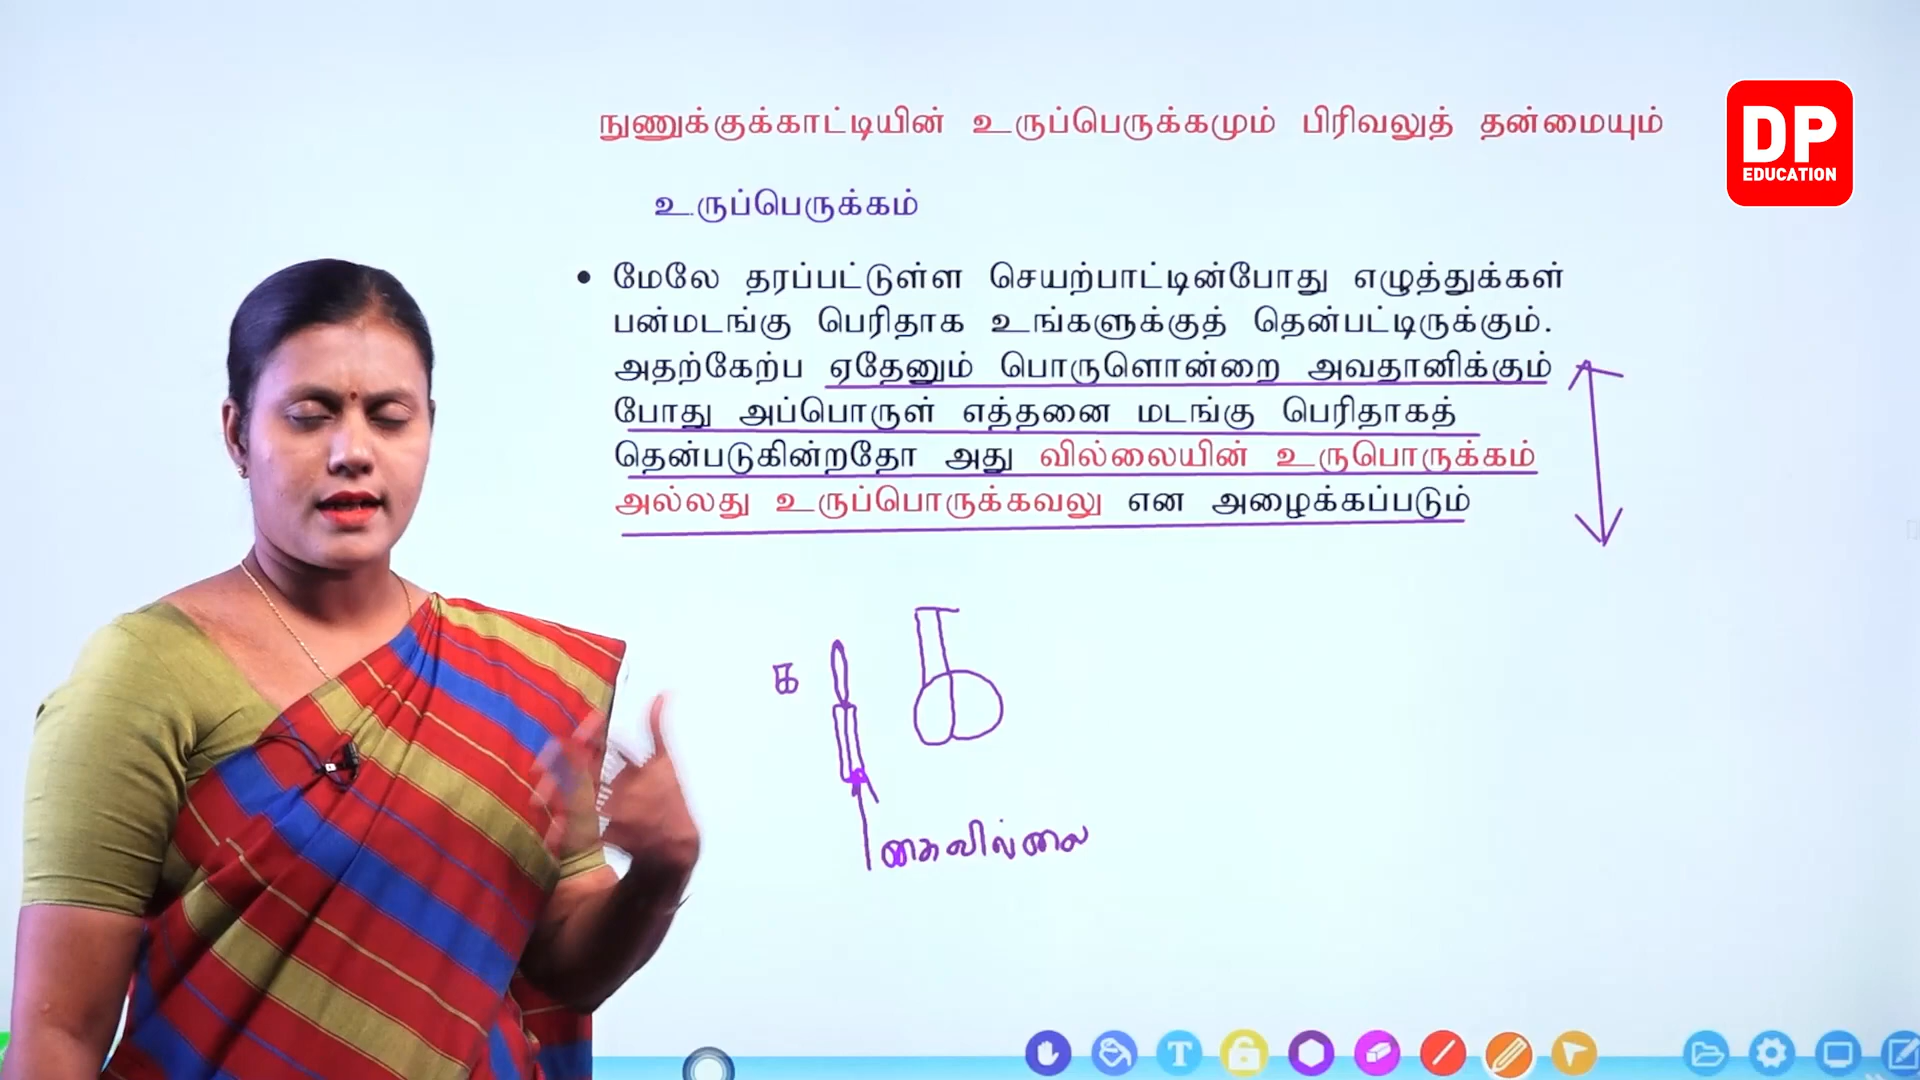 நுணுக்குக்காட்டியின் உருப்பெருக்கமும் பிரிவலுத் தன்மையும்
DP
EDUCATION
உருப்பெருக்கம்
• மேலே தரப்பட்டுள்ள செயற்பாட்டின்போது எழுத்துக்கள்
பன்மடங்கு பெரிதாக உங்களுக்குத் தென்பட்டிருக்கும்.
அதற்கேற்ப ஏதேனும் பொருளொன்றை அவதானிக்கும்
போது அப்பொருள் எத்தனை மடங்கு பெரிதாகத்
தென்படுகின்றதோ அது வில்லையின் உருபொருக்கம்
அல்லது உருப்பொருக்கவலு என அழைக்கப்படும்
க
கைவில்லை
T